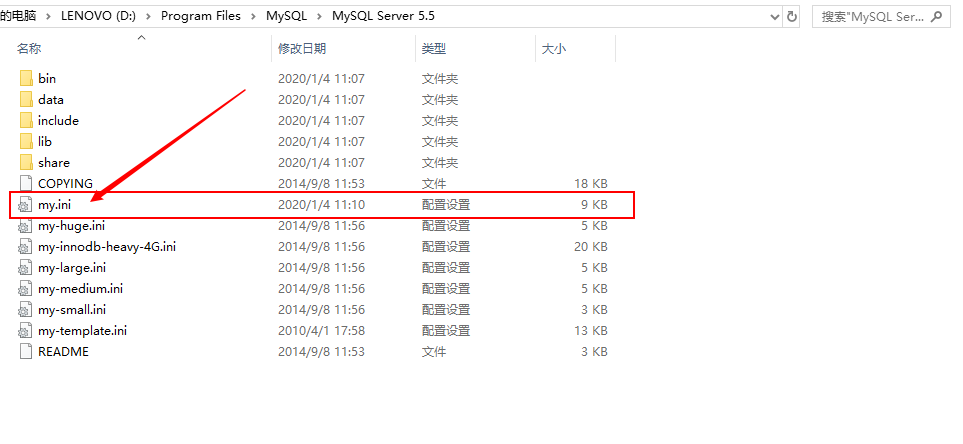 的电脑 > LENOVO (D:) > Program Files > MySQL > MySQL Server 5.5 搜索"MySQL Ser...
名称 修改日期 类型 大小
bin 2020/1/4 11:07 文件夹
data 2020/1/4 11:07 文件夹
include 2020/1/4 11:07 文件夹
lib 2020/1/4 11:07 文件夹
share 2020/1/4 11:07 文件夹
COPYING 2014/9/8 11:53 文件 18 KB
my.ini 2020/1/4 11:10 配置设置 9 KB
my-huge.ini 2014/9/8 11:56 配置设置 5 KB
my-innodb-heavy-4G.ini 2014/9/8 11:56 配置设置 20 KB
my-large.ini 2014/9/8 11:56 配置设置 5 KB
my-medium.ini 2014/9/8 11:56 配置设置 5 KB
my-small.ini 2014/9/8 11:56 配置设置 3 KB
my-template.ini 2010/4/1 17:58 配置设置 13 KB
README 2014/9/8 11:53 文件 3 KB